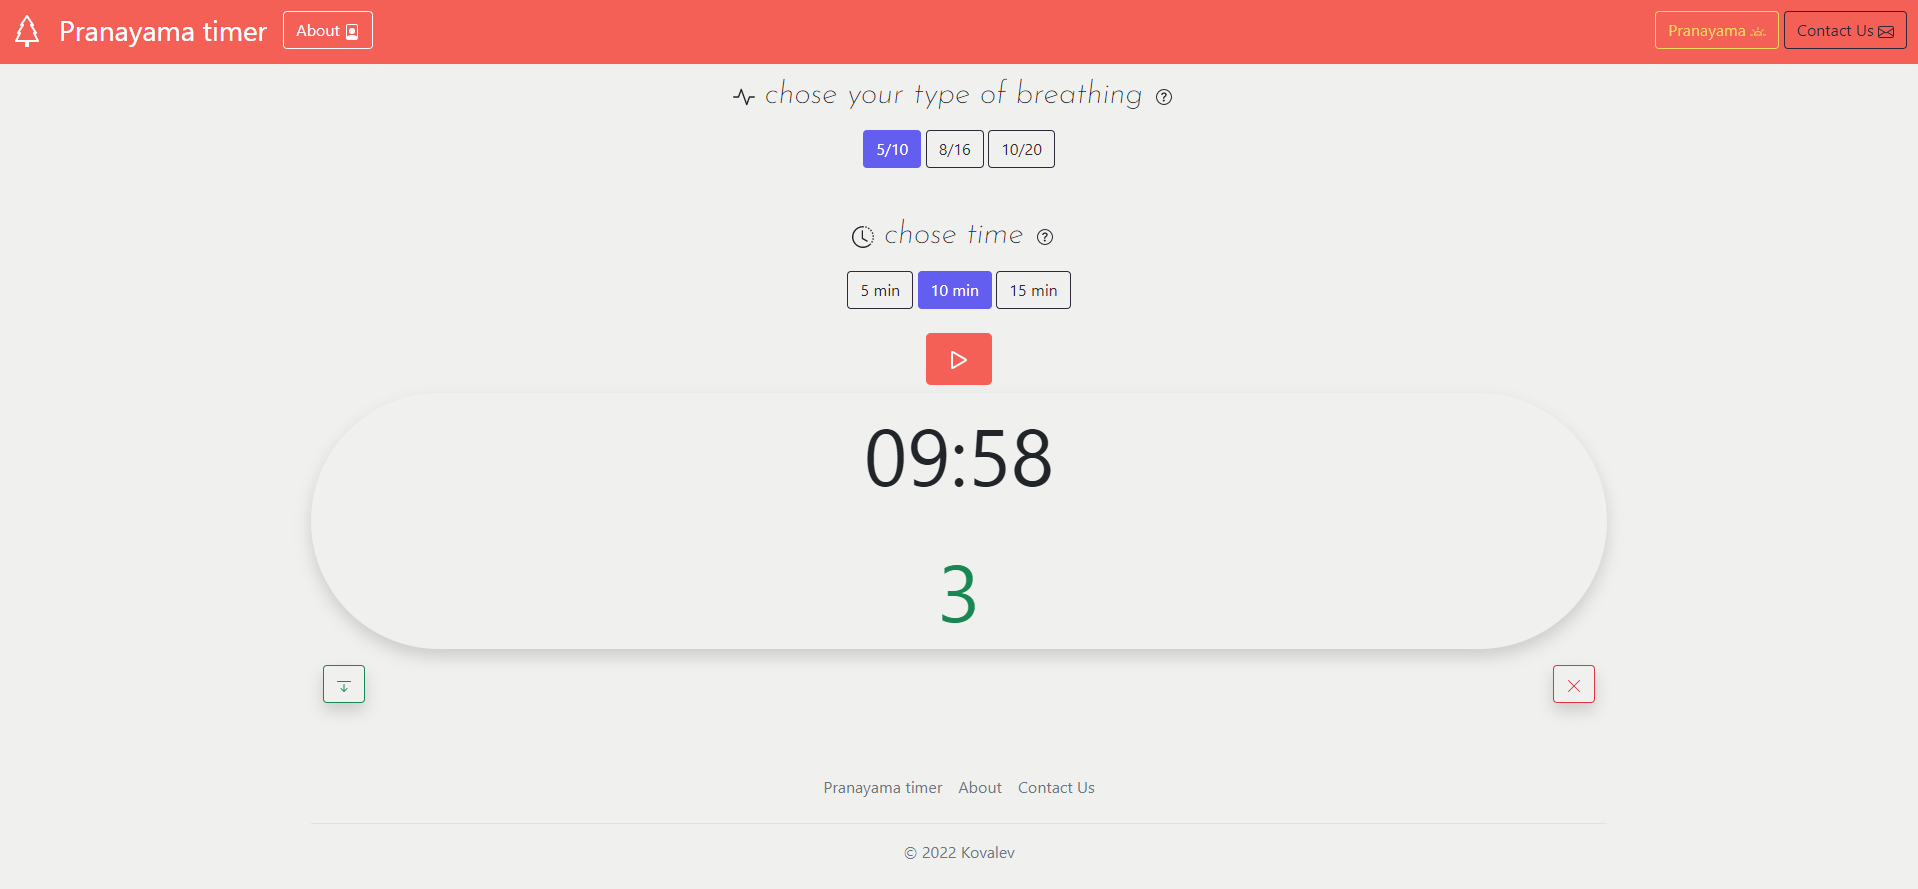 Pranayama timer About Pranayama Contact Us
chose your type of breathing
5/10 8/16 10/20
chose time
5 min 10 min 15 min
09:58
3
Pranayama timer About Contact Us
© 2022 Kovalev